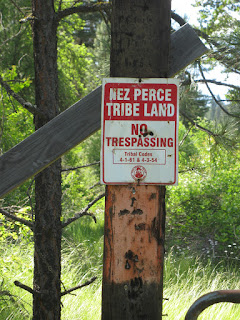 NEZ PERCE
TRIBE LAND
NO
TRESPASSING
Tribal Codes
4-1-61 & 4-3-54